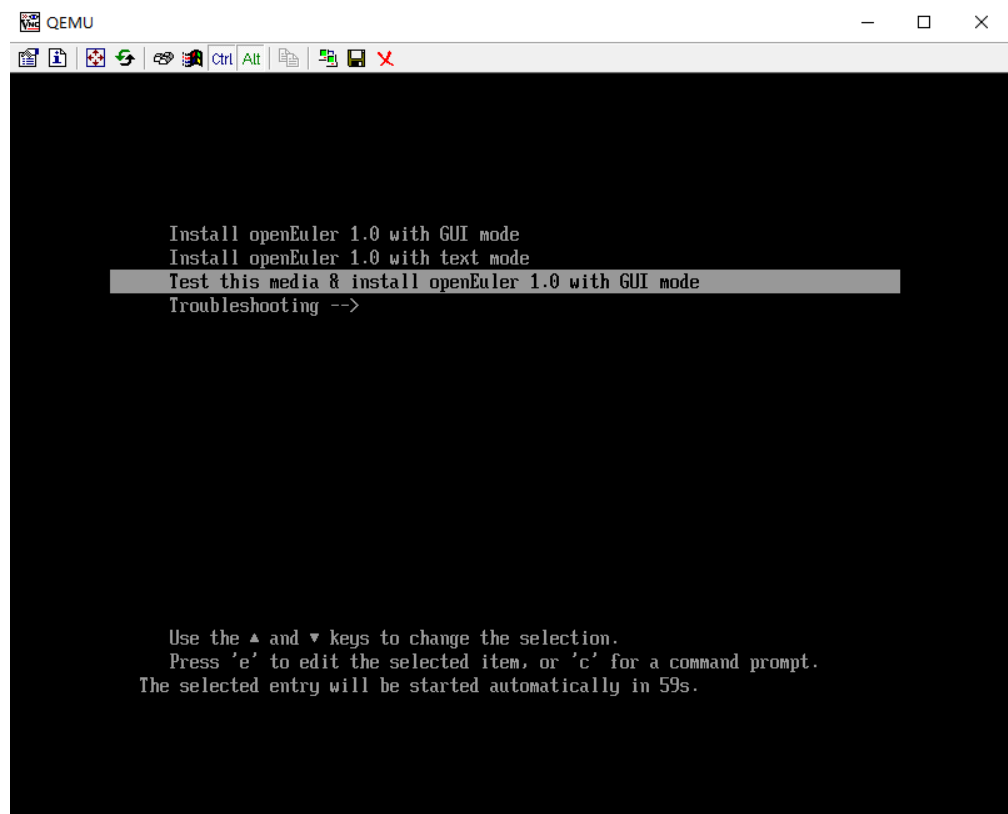 QEMU
Ctrl Alt
Install openEuler 1.0 with GUI mode
Install openEuler 1.0 with text mode
Test this media & install openEuler 1.0 with GUI mode
Troubleshooting -->
Use the ▲ and ▼ keys to change the selection.
Press 'e' to edit the selected item, or 'c' for a command prompt.
The selected entry will be started automatically in 59s.